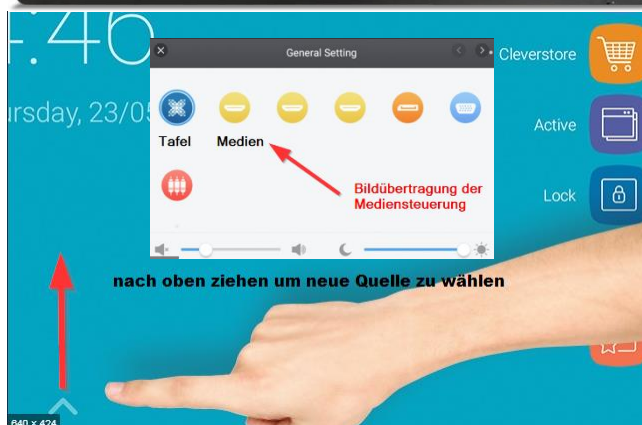 4:46
General Setting
Cleverstore
ursday, 23/05
Tafel Medien
Active
Bildübertragung der
Mediensteuerung
Lock
nach oben ziehen um neue Quelle zu wählen
640 × 424